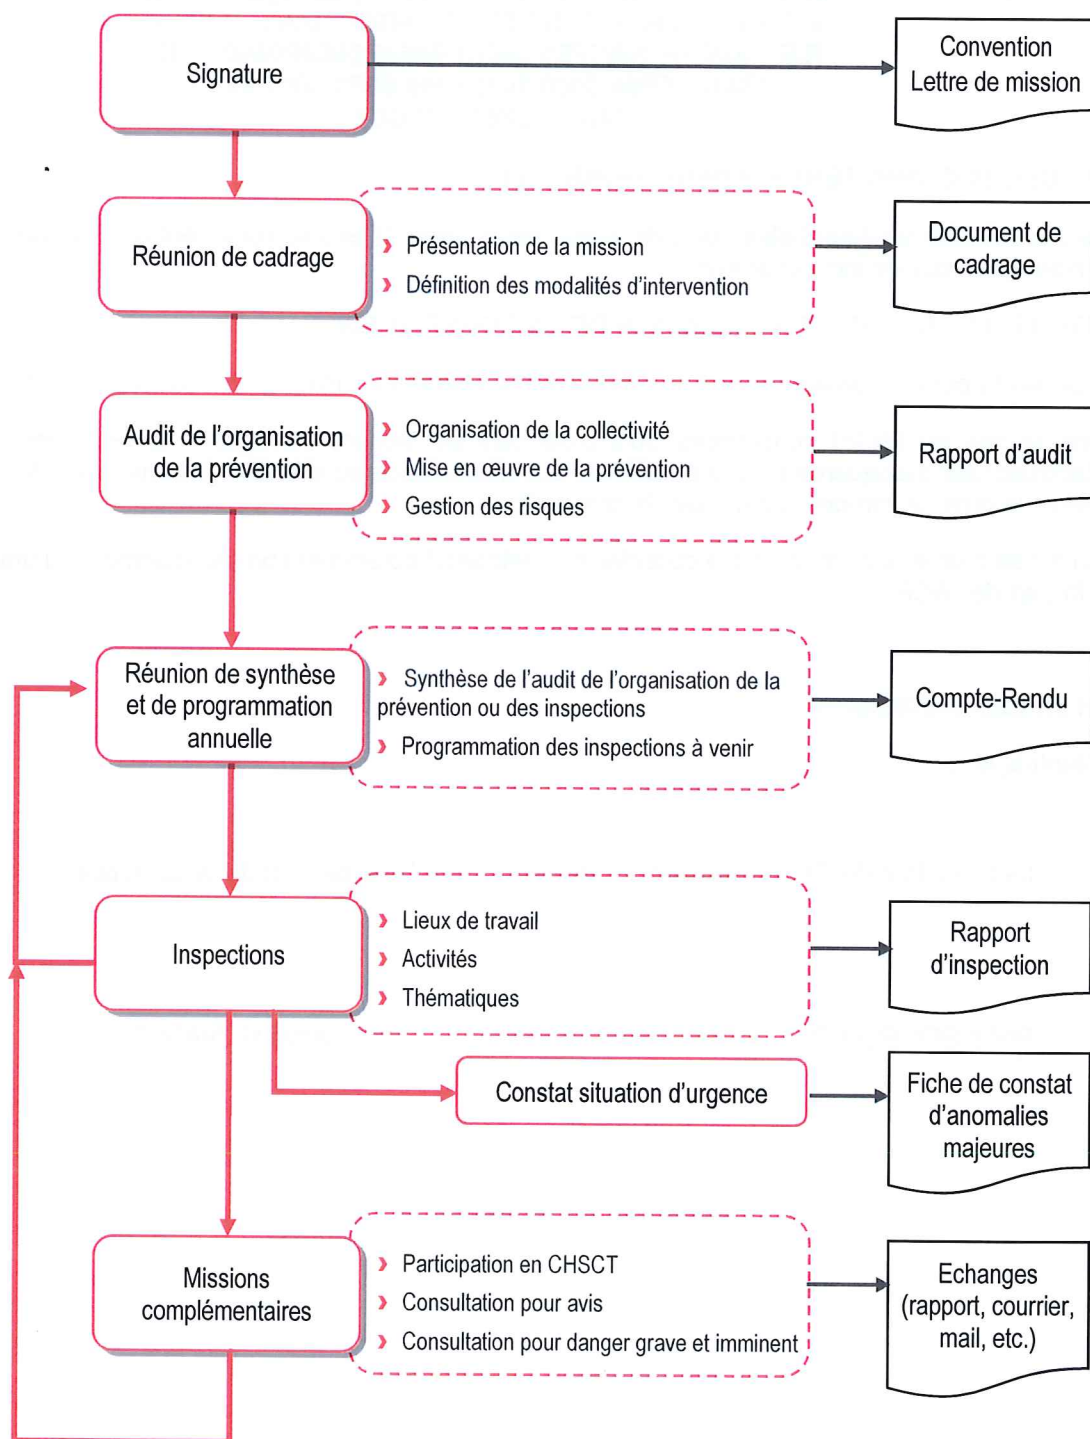 Signature
Convention
Lettre de mission
Réunion de cadrage
❱ Présentation de la mission
❱ Définition des modalités d'intervention
Document de
cadrage
Audit de l'organisation
de la prévention
❱ Organisation de la collectivité
❱ Mise en œuvre de la prévention
❱ Gestion des risques
Rapport d'audit
Réunion de synthèse
et de programmation
annuelle
❱ Synthèse de l'audit de l'organisation de la
prévention ou des inspections
❱ Programmation des inspections à venir
Compte-Rendu
Inspections
❱ Lieux de travail
❱ Activités
❱ Thématiques
Rapport
d'inspection
Constat situation d'urgence
Fiche de constat
d'anomalies
majeures
Missions
complémentaires
❱ Participation en CHSCT
❱ Consultation pour avis
❱ Consultation pour danger grave et imminent
Echanges
(rapport, courrier,
mail, etc.)